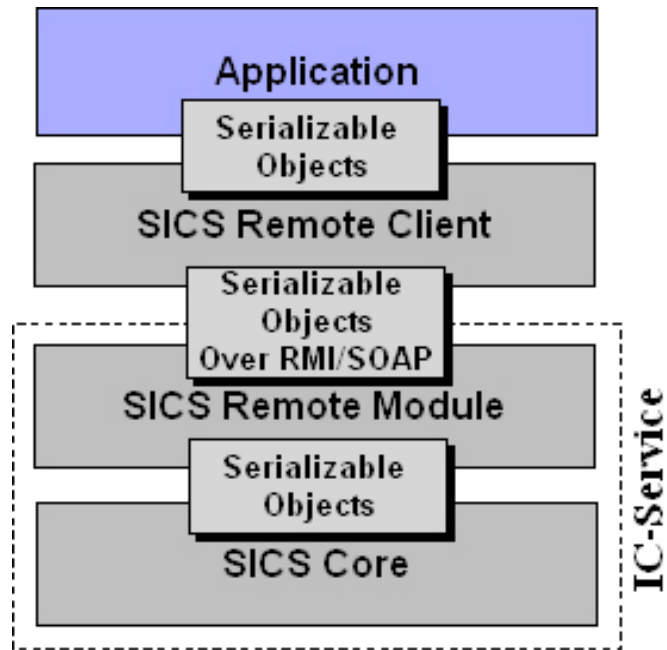 Application
Serializable
Objects
SICS Remote Client
Serializable
Objects
Over RMI/SOAP
SICS Remote Module
Serializable
Objects
SICS Core
IC-Service